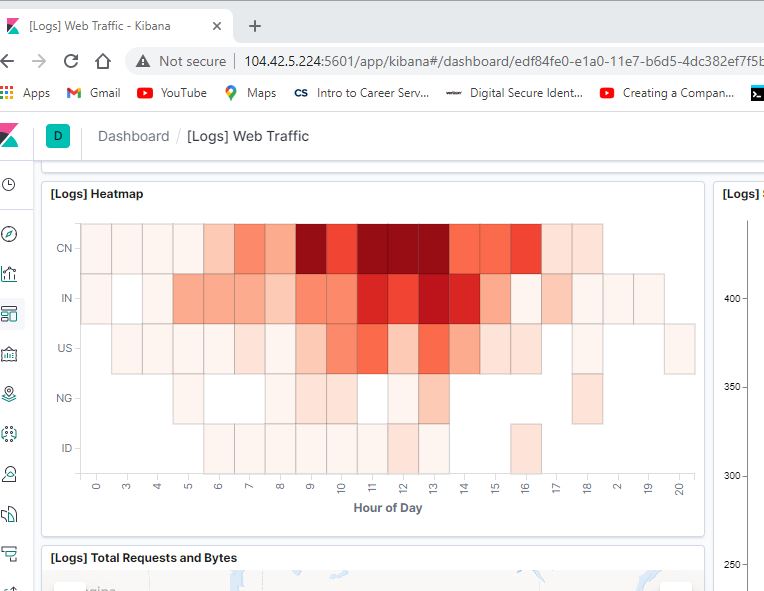 [Logs] Web Traffic - Kibana
Not secure 104.42.5.224:5601/app/kibana#/dashboard/edf84fe0-e1a0-11e7-b6d5-4dc382ef7f5b
Apps Gmail YouTube Maps CS Intro to Career Serv... verizon Digital Secure Ident... Creating a Compan...
D Dashboard / [Logs] Web Traffic
[Logs] Heatmap
[Logs]
CN
IN
US
NG
ID
0 3 4 5 6 7 8 9 10 11 12 13 14 15 16 17 18 2 19 20
Hour of Day
400
350
300
250
[Logs] Total Requests and Bytes